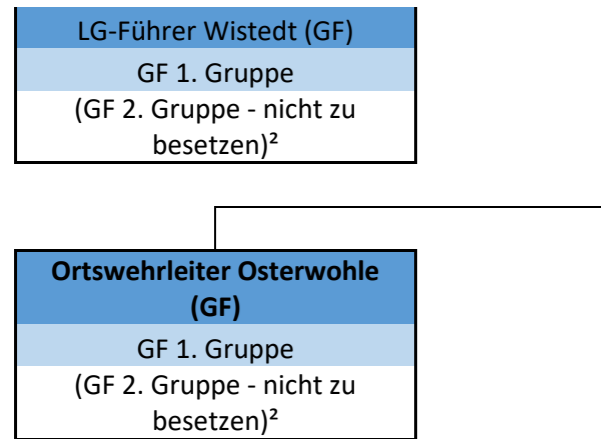 LG-Führer Wistedt (GF)
GF 1. Gruppe
(GF 2. Gruppe - nicht zu
besetzen)²
Ortswehrleiter Osterwohle
(GF)
GF 1. Gruppe
(GF 2. Gruppe - nicht zu
besetzen)²